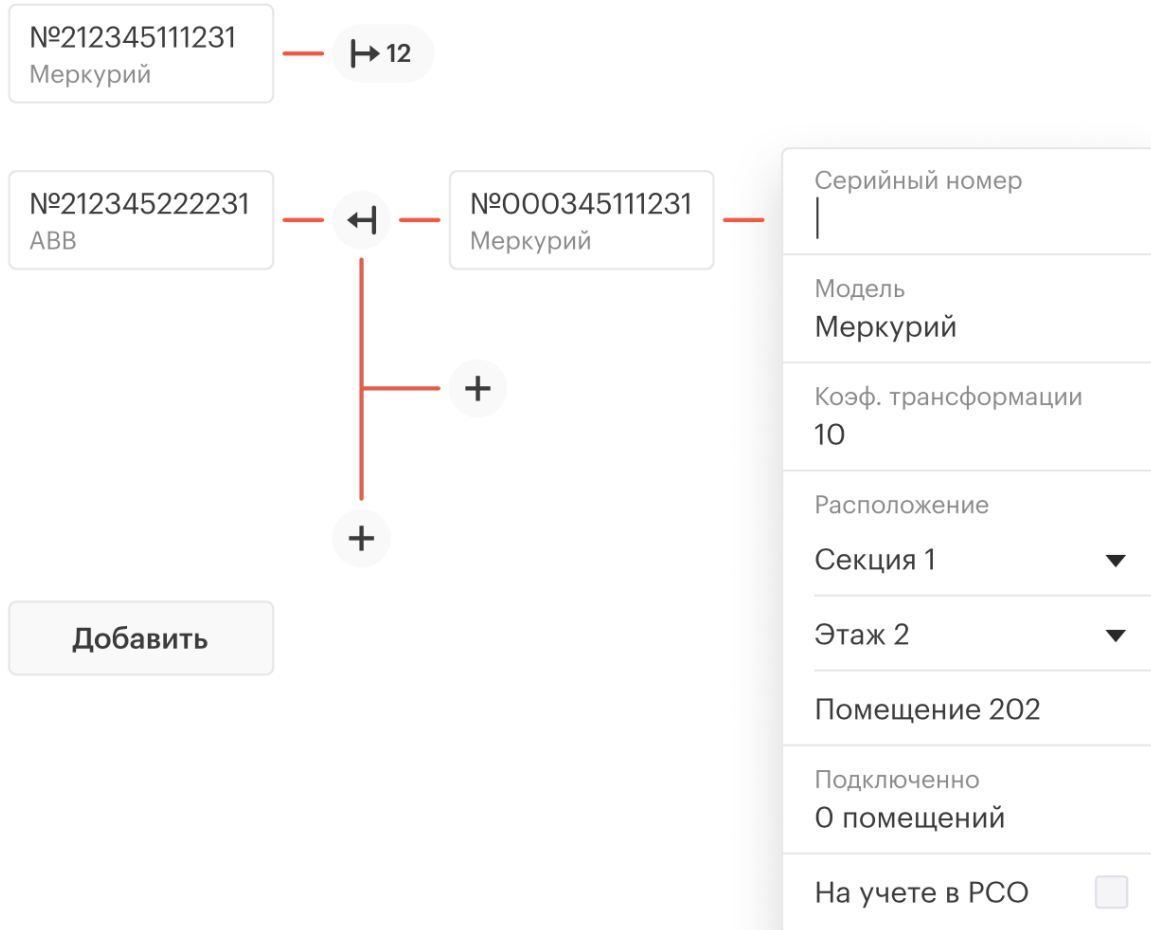 №212345111231
Меркурий
12
№212345222231
ABB
№000345111231
Меркурий
Добавить
Серийный номер
Модель
Меркурий
Коэф. трансформации
10
Расположение
Секция 1
Этаж 2
Помещение 202
Подключенно
0 помещений
На учете в РСО